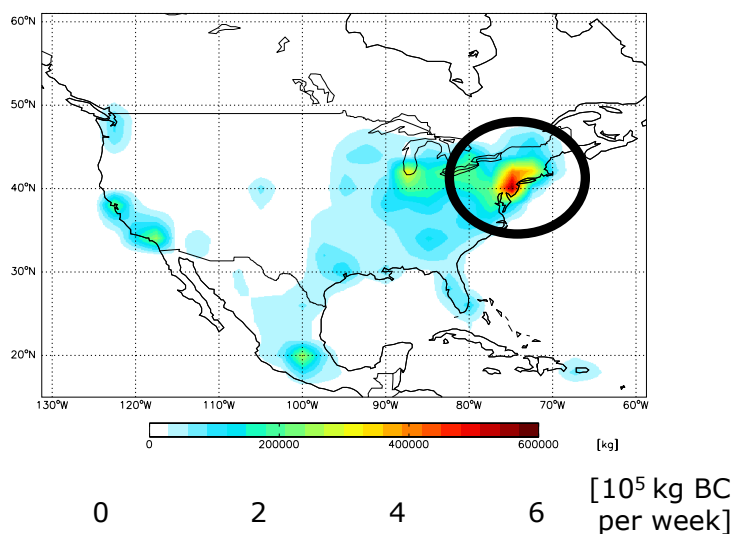 60°N
50°N
40°N
30°N
20°N
130°W 120°W 110°W 100°W 90°W 80°W 70°W 60°W
0 200000 400000 600000 [kg]
0 2 4 6 [10⁵ kg BC
per week]